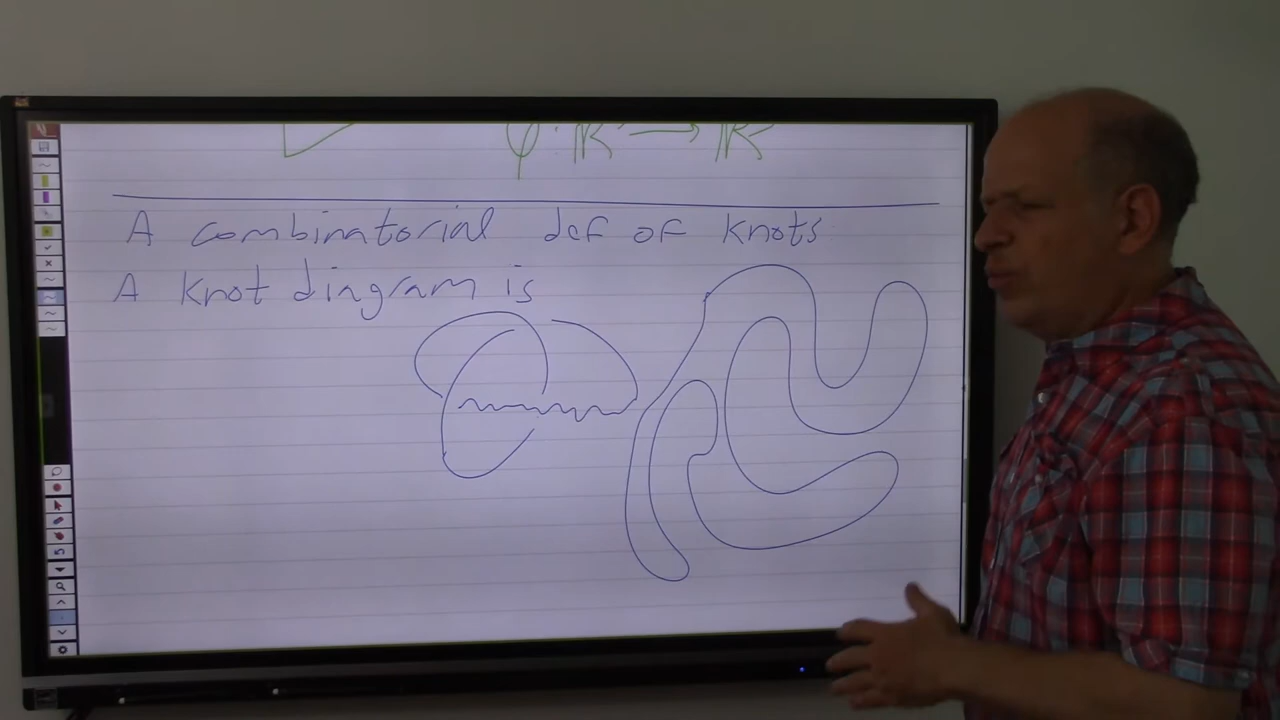 φ: K → K
A combinatorial def of knots
A knot diagram is